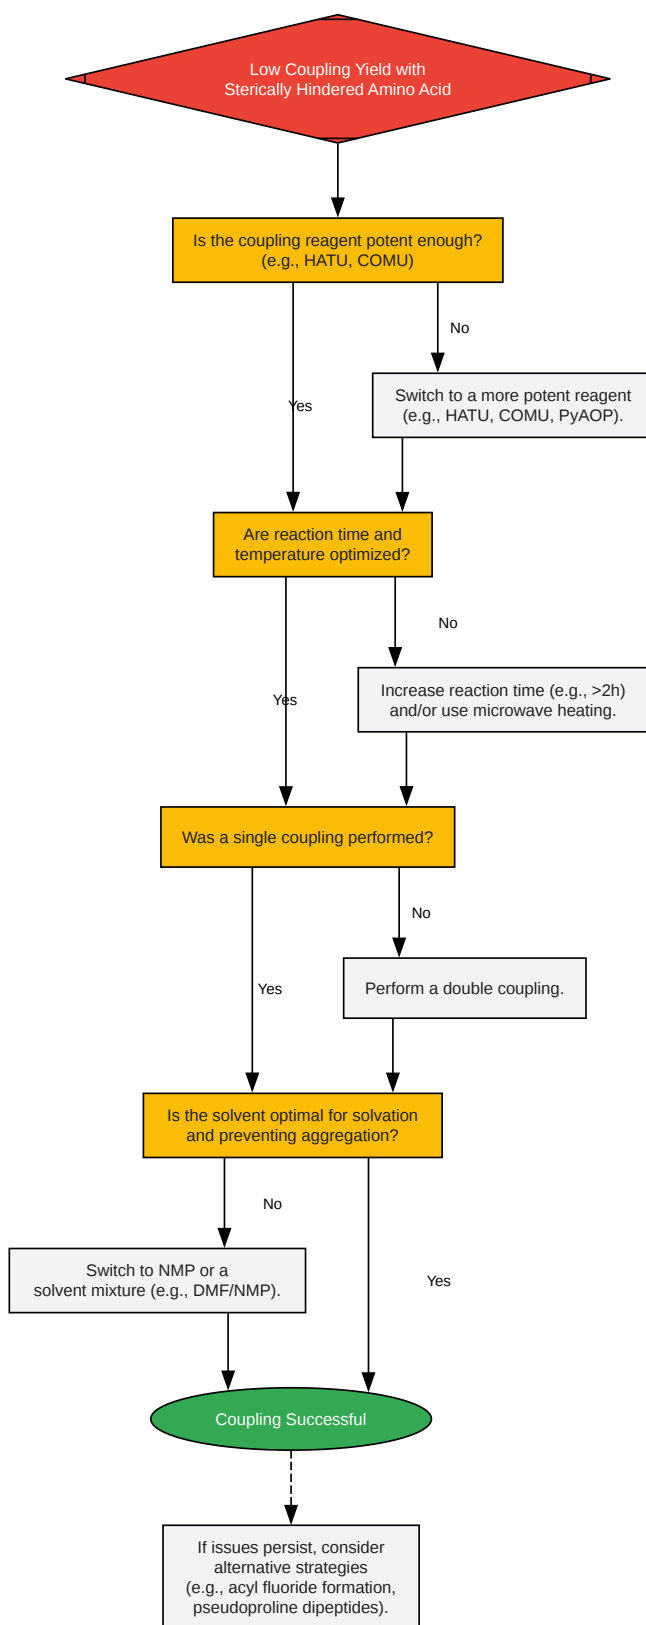 Low Coupling Yield with
Sterically Hindered Amino Acid
Is the coupling reagent potent enough?
(e.g., HATU, COMU)
No
Switch to a more potent reagent
(e.g., HATU, COMU, PyAOP).
Yes
Are reaction time and
temperature optimized?
No
Increase reaction time (e.g., >2h)
and/or use microwave heating.
Yes
Was a single coupling performed?
No
Perform a double coupling.
Yes
Is the solvent optimal for solvation
and preventing aggregation?
No
Switch to NMP or a
solvent mixture (e.g., DMF/NMP).
Yes
Coupling Successful
If issues persist, consider
alternative strategies
(e.g., acyl fluoride formation,
pseudoproline dipeptides).